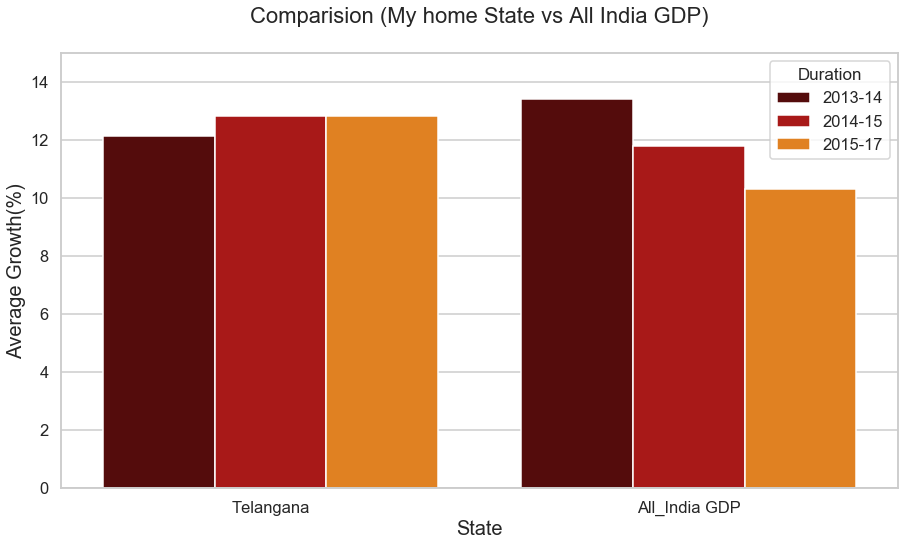 Comparision (My home State vs All India GDP)
Duration
2013-14
2014-15
2015-17
Average Growth(%)
14
12
10
8
6
4
2
0
Telangana
All_India GDP
State